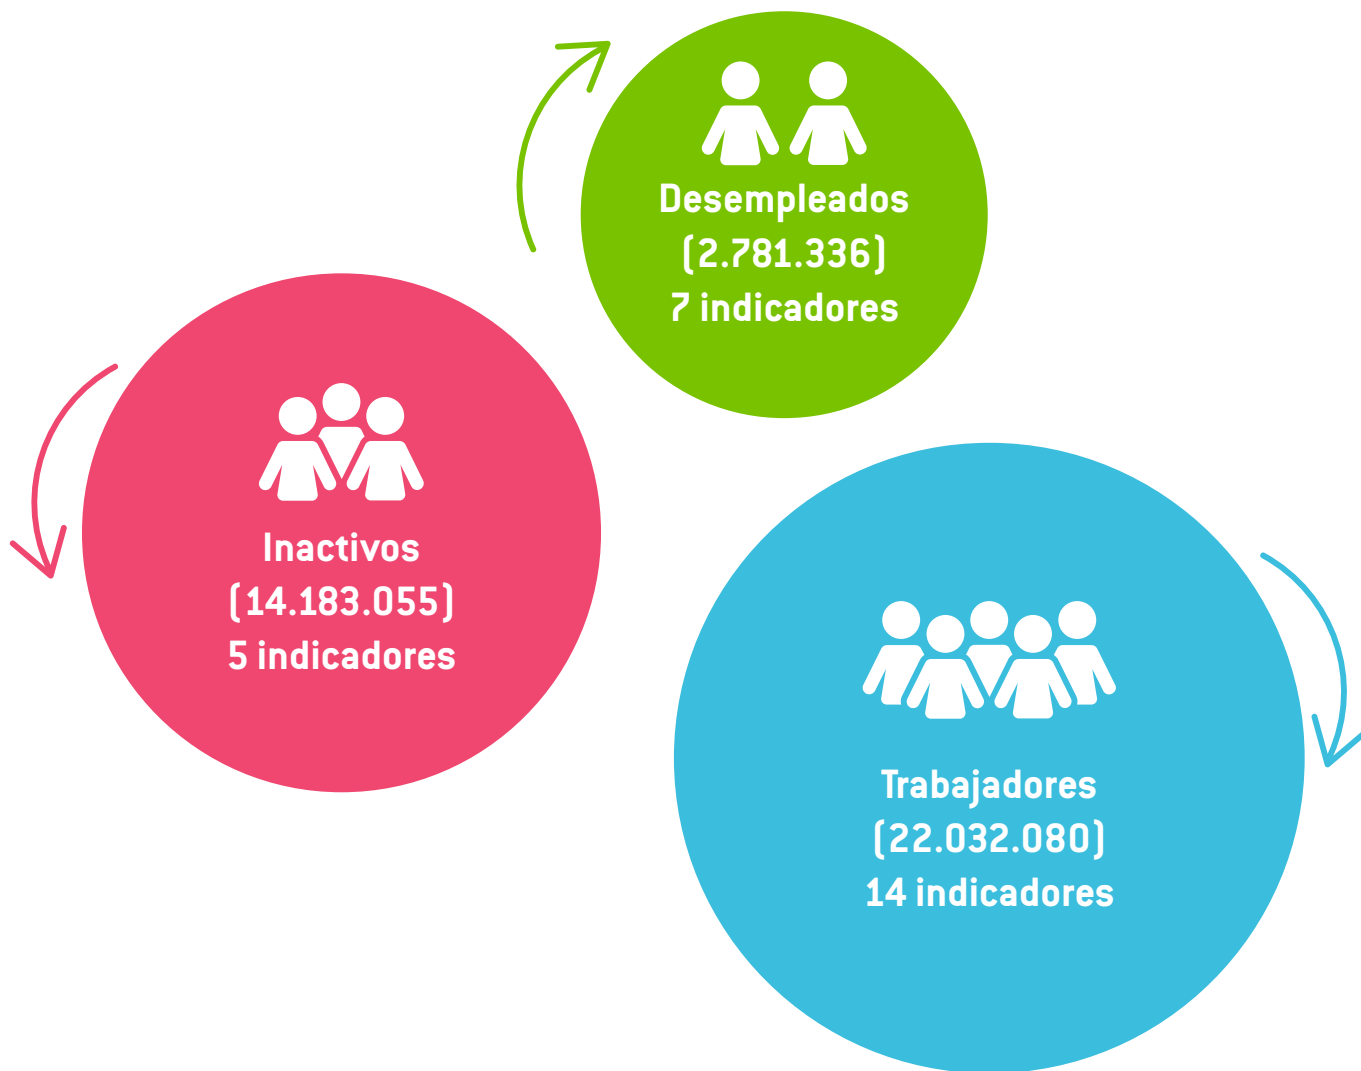 Desempleados
(2.781.336)
7 indicadores
Inactivos
(14.183.055)
5 indicadores
Trabajadores
(22.032.080)
14 indicadores